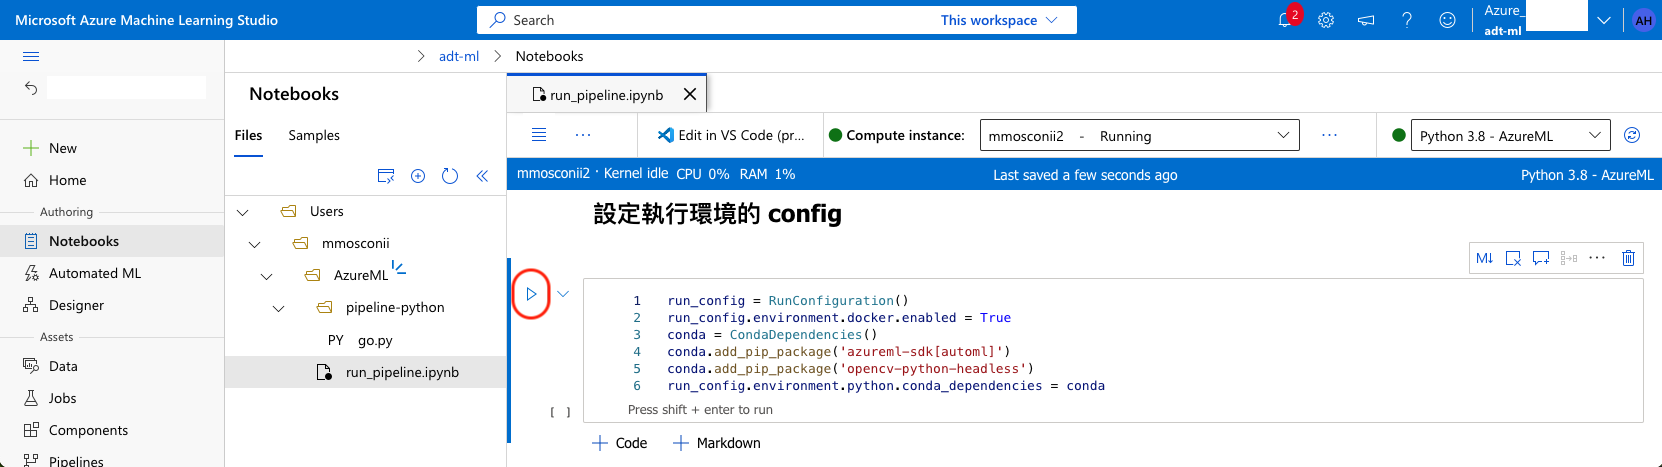 Microsoft Azure Machine Learning Studio
Search
This workspace
2
Azure_
adt-ml
AH
adt-ml
Notebooks
New
Home
Authoring
Notebooks
Automated ML
Designer
Assets
Data
Jobs
Components
Pipelines
Notebooks
Files
Samples
Users
mmosconii
AzureML
pipeline-python
PY go.py
run_pipeline.ipynb
run_pipeline.ipynb
Edit in VS Code (pr...
Compute instance:
mmosconii2 - Running
Python 3.8 - AzureML
mmosconii2 · Kernel idle CPU 0% RAM 1%
Last saved a few seconds ago
Python 3.8 - AzureML
設定執行環境的 config
M↓
1 run_config = RunConfiguration()
2 run_config.environment.docker.enabled = True
3 conda = CondaDependencies()
4 conda.add_pip_package('azureml-sdk[automl]')
5 conda.add_pip_package('opencv-python-headless')
6 run_config.environment.python.conda_dependencies = conda
[ ]
Press shift + enter to run
Code
Markdown